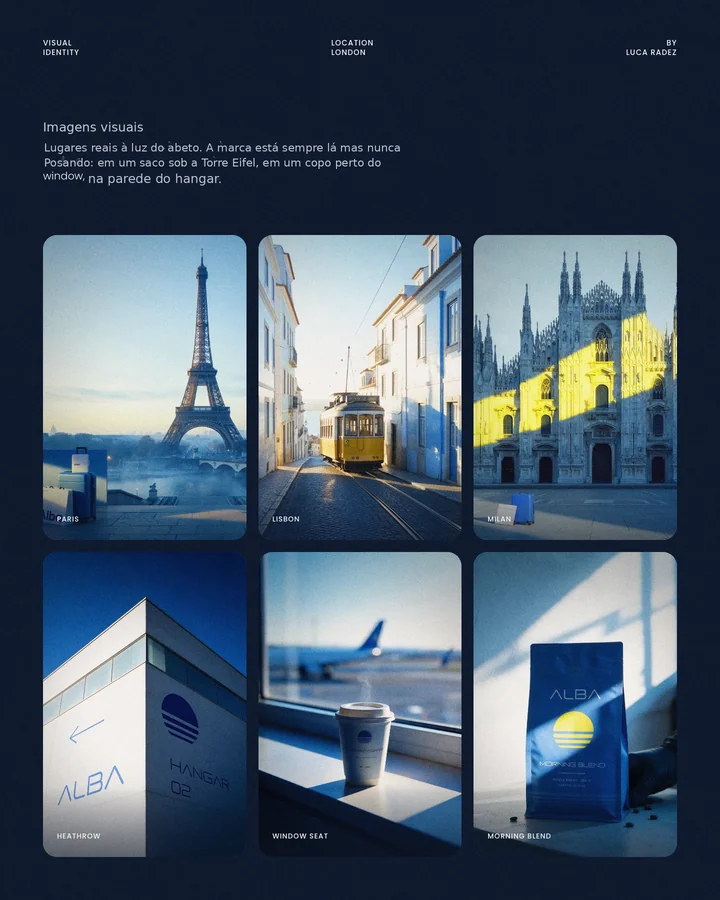 VISUAL
IDENTITY
LOCATION
LONDON
BY
LUCA RADEZ
Imagens visuais
Lugares reais à luz do abeto. A marca está sempre lá mas nunca
Posando: em um saco sob a Torre Eifel, em um copo perto do
window, na parede do hangar.
PARIS
LISBON
MILAN
ALBA
HANGAR
02
HEATHROW
WINDOW SEAT
ALBA
MORNING BLEND
MORNING BLEND